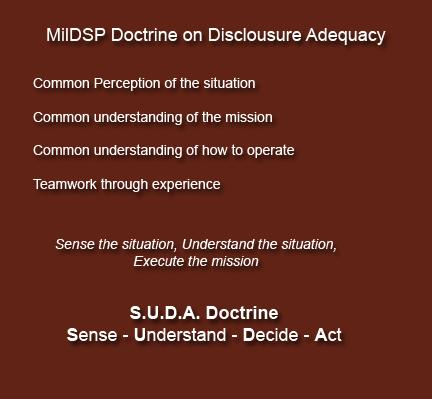 MilDSP Doctrine on Disclousure Adequacy
Common Perception of the situation
Common understanding of the mission
Common understanding of how to operate
Teamwork through experience
Sense the situation, Understand the situation,
Execute the mission
S.U.D.A. Doctrine
Sense - Understand - Decide - Act